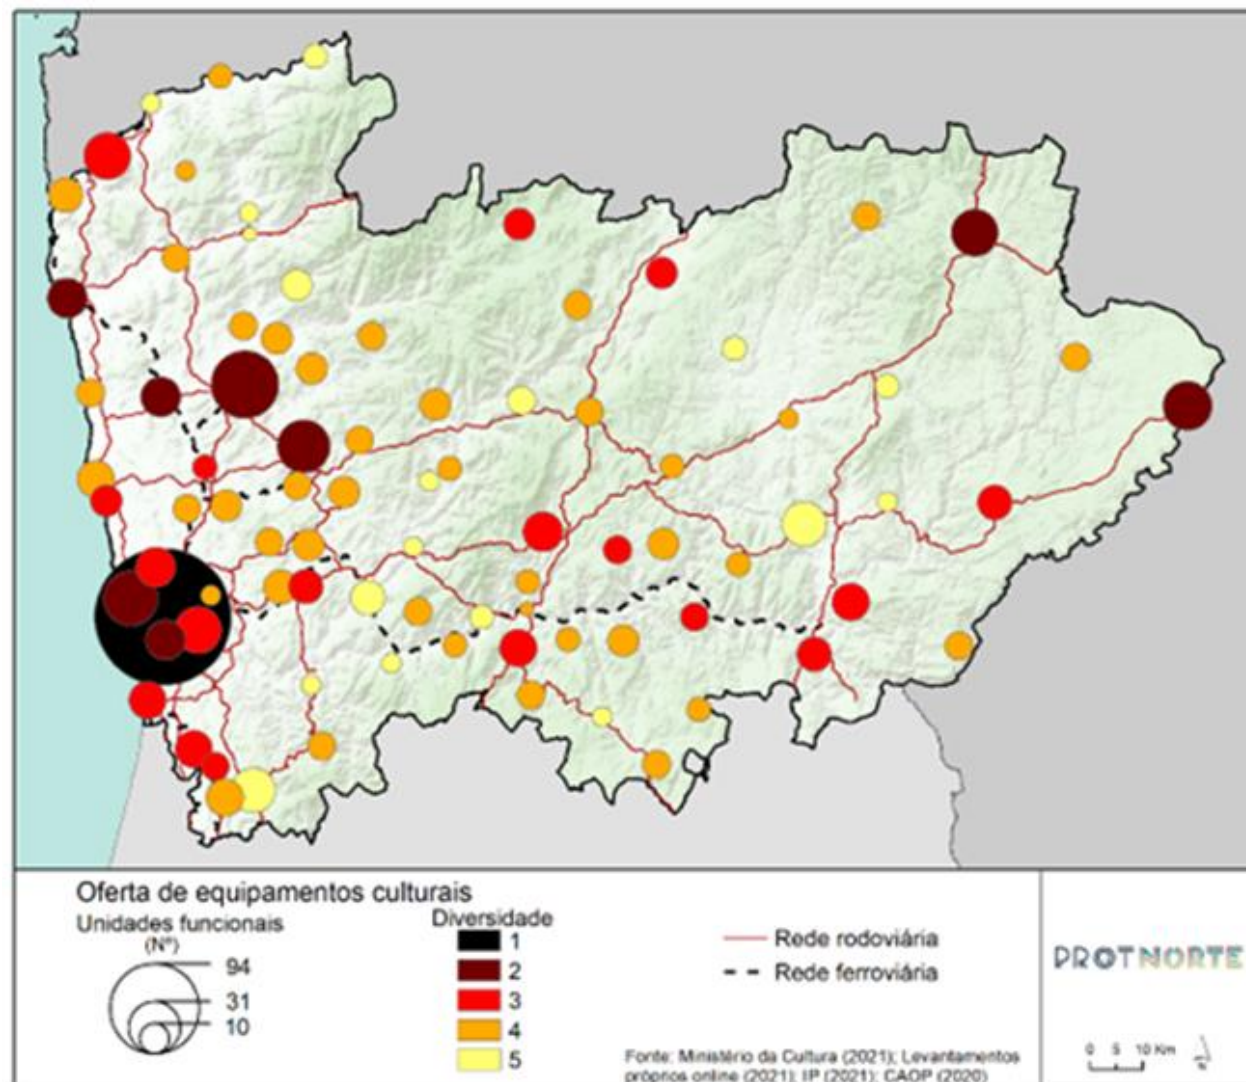 Oferta de equipamentos culturais
Unidades funcionais
(Nº)
94
31
10
Diversidade
1
2
3
4
5
Rede rodoviária
Rede ferroviária
PROTNORTE
0 5 10 Km
Fonte: Ministério da Cultura (2021); Levantamentos
próprios online (2021); IP (2021); CAOP (2020)